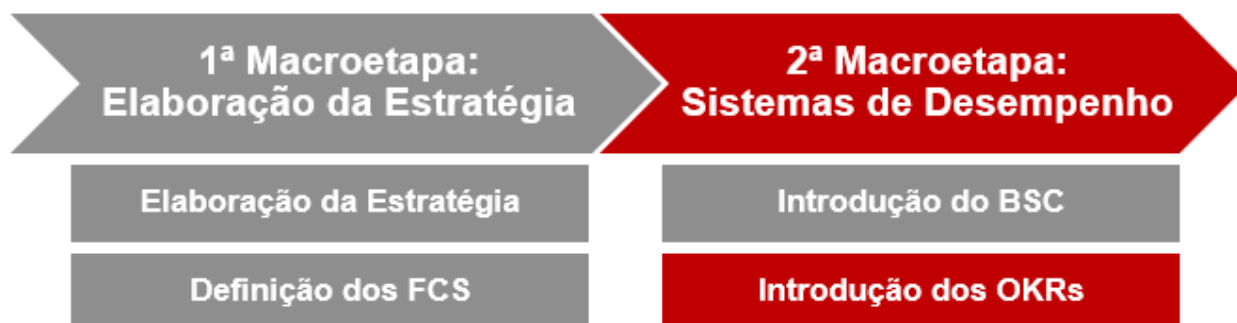 1ª Macroetapa:
Elaboração da Estratégia
2ª Macroetapa:
Sistemas de Desempenho
Elaboração da Estratégia
Introdução do BSC
Definição dos FCS
Introdução dos OKRs